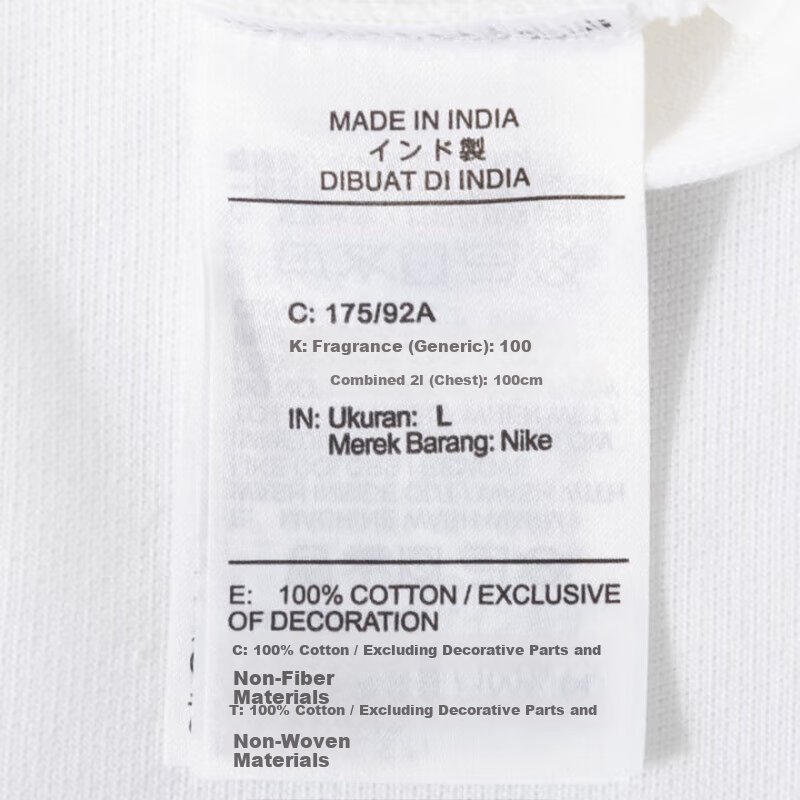 MADE IN INDIA
インド製
DIBUAT DI INDIA
C: 175/92A
K: Fragrance (Generic): 100
Combined 2l (Chest): 100cm
IN: Ukuran: L
Merek Barang: Nike
E: 100% COTTON / EXCLUSIVE
OF DECORATION
C: 100% Cotton / Excluding Decorative Parts and
Non-Fiber
Materials
T: 100% Cotton / Excluding Decorative Parts and
Non-Woven
Materials